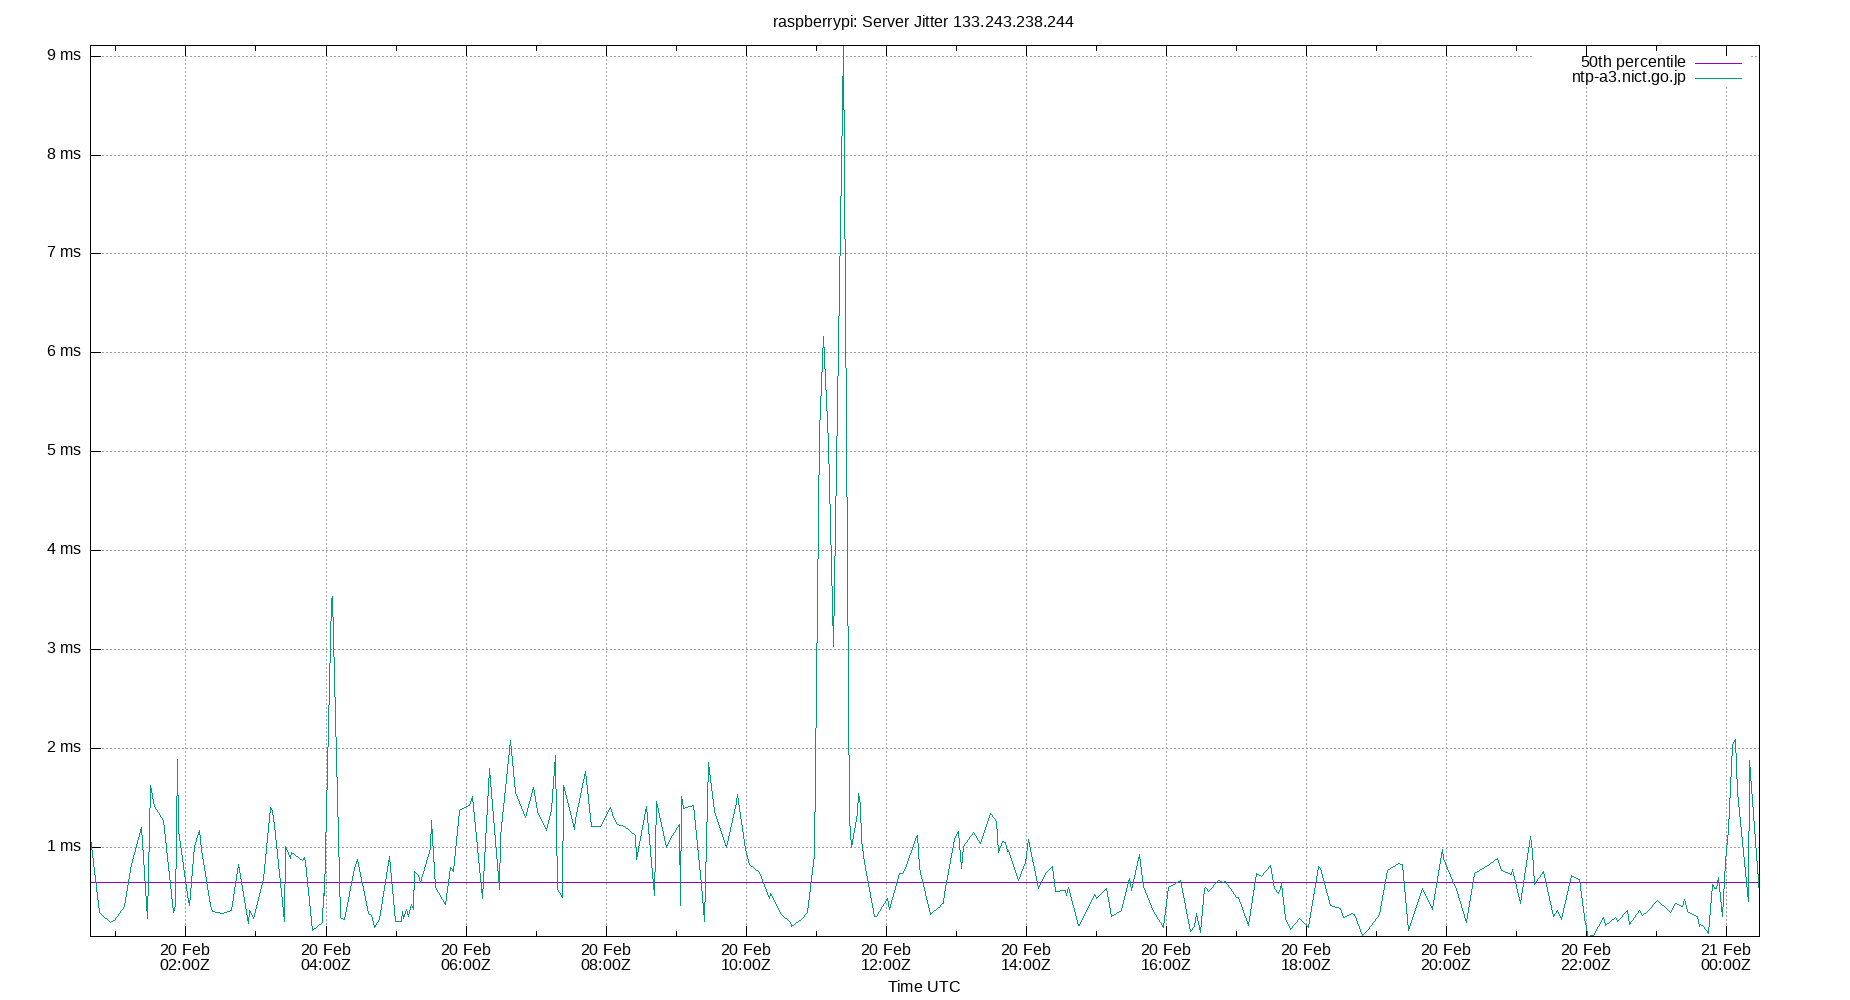 raspberrypi: Server Jitter 133.243.238.244
50th percentile
ntp-a3.nict.go.jp
9 ms
8 ms
7 ms
6 ms
5 ms
4 ms
3 ms
2 ms
1 ms
20 Feb 20 Feb 20 Feb 20 Feb 20 Feb 20 Feb 20 Feb 20 Feb 20 Feb 20 Feb 20 Feb 21 Feb
02:00Z 04:00Z 06:00Z 08:00Z 10:00Z 12:00Z 14:00Z 16:00Z 18:00Z 20:00Z 22:00Z 00:00Z
Time UTC